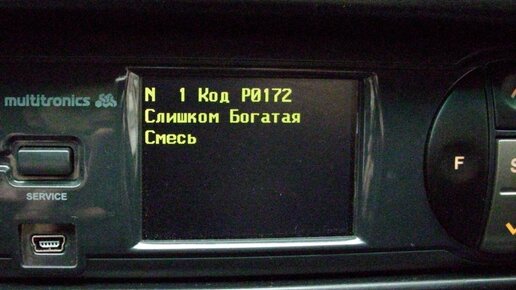 multitronics
N 1 Код P0172
Слишком Богатая
Смесь
SERVICE
F
S